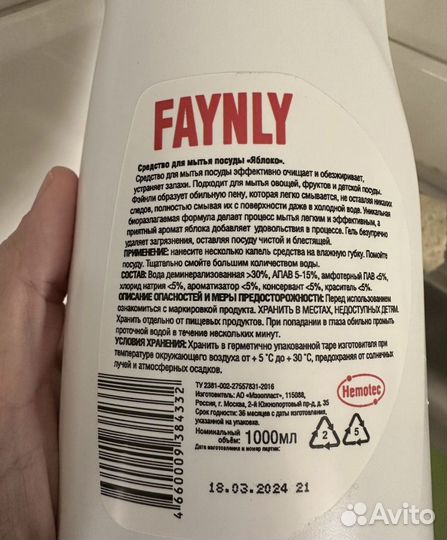 FAYNLY
Средство для мытья посуды «Яблоко».
Средство для мытья посуды эффективно очищает и обезжиривает,
устраняет запахи. Подходит для мытья овощей, фруктов и детской посуды.
Файнли образует обильную пену, которая легко смывается, не оставляя никаких
следов, полностью смывая их с поверхности даже в холодной воде. Уникальная
биоразлагаемая формула делает процесс мытья легким и эффективным, а
приятный аромат яблока добавляет удовольствия в процесс. Гель безупречно
удаляет загрязнения, оставляя посуду чистой и блестящей.
ПРИМЕНЕНИЕ: нанесите несколько капель средства на влажную губку. Помойте
посуду. Тщательно смойте большим количеством воды.
СОСТАВ: Вода деминерализованная >30%, АПАВ 5-15%, амфотерный ПАВ <5%,
хлорид натрия <5%, ароматизатор <5%, консервант <5%, краситель <5%.
ОПИСАНИЕ ОПАСНОСТЕЙ И МЕРЫ ПРЕДОСТОРОЖНОСТИ: Перед использованием
ознакомиться с маркировкой продукта. ХРАНИТЬ В МЕСТАХ, НЕДОСТУПНЫХ ДЕТЯМ.
Хранить отдельно от пищевых продуктов. При попадании в глаза обильно промыть
проточной водой в течение нескольких минут.
УСЛОВИЯ ХРАНЕНИЯ: Хранить в герметично упакованной таре изготовителя при
температуре окружающего воздуха от + 5 °C до +30 °C, предохраняя от солнечных
лучей и атмосферных осадков.
ТУ 2381-002-27557831-2016
Изготовитель: АО «Мазопласт», 115088,
Россия, г. Москва, 2-й Южнопортовый пр-д, д. 35
Срок годности: 36 месяцев с даты изготовления,
указанной на упаковке.
Номинальный
объём: 1000мл
Дата изготовления и номер партии:
Hemotec
2
5
4660009384332
18.03.2024 21
Avito